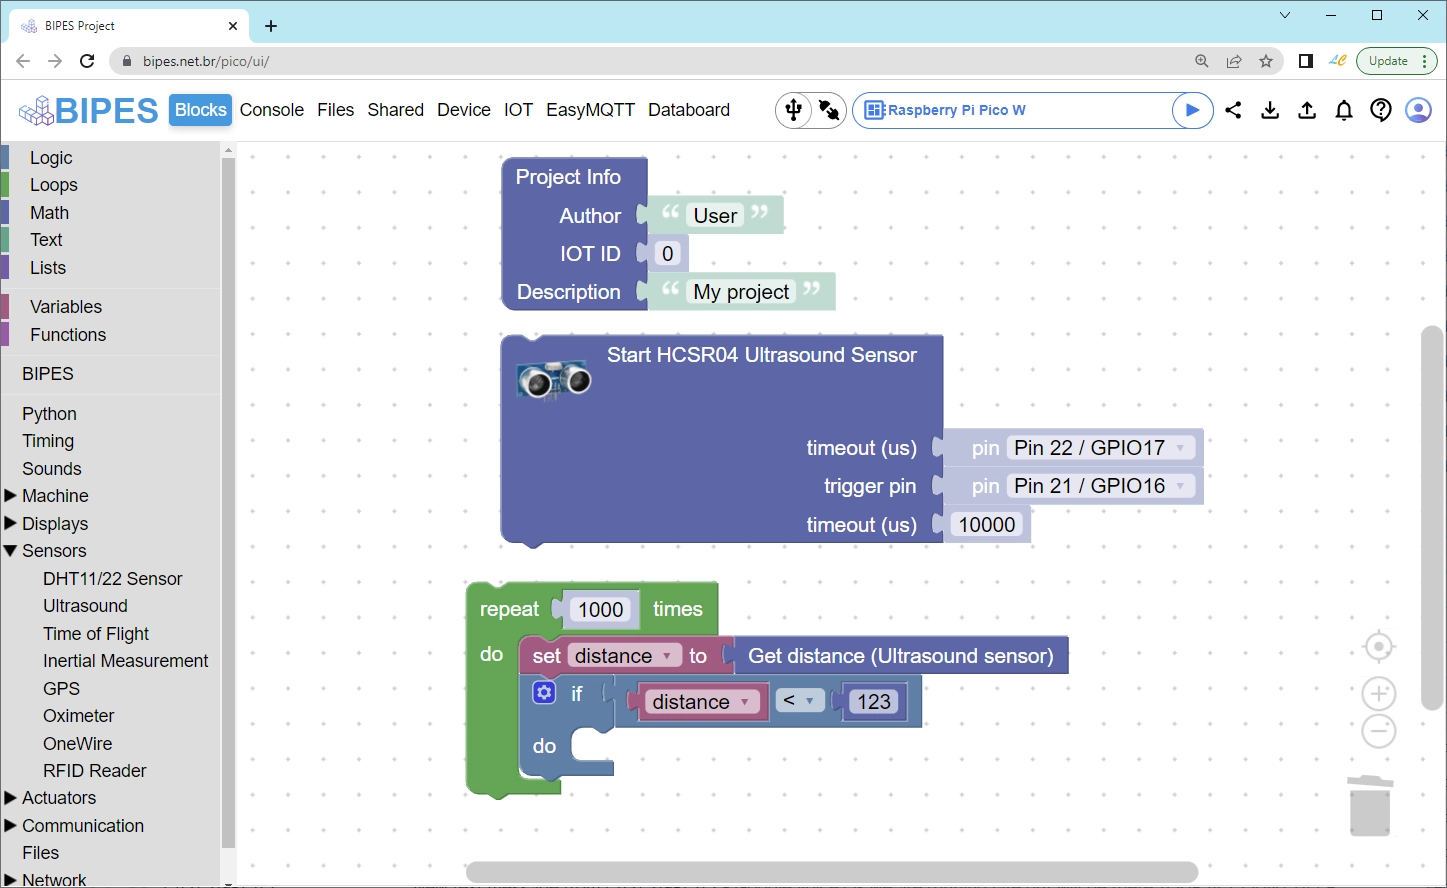 BIPES Project
bipes.net.br/pico/ui/
Update
BIPES Blocks Console Files Shared Device IOT EasyMQTT Databoard Raspberry Pi Pico W
Logic
Loops
Math
Text
Lists
Variables
Functions
BIPES
Python
Timing
Sounds
Machine
Displays
Sensors
DHT11/22 Sensor
Ultrasound
Time of Flight
Inertial Measurement
GPS
Oximeter
OneWire
RFID Reader
Actuators
Communication
Files
Network
Project Info
Author “ User ”
IOT ID 0
Description “ My project ”
Start HCSR04 Ultrasound Sensor
timeout (us) pin Pin 22 / GPIO17
trigger pin pin Pin 21 / GPIO16
timeout (us) 10000
repeat 1000 times
do set distance to Get distance (Ultrasound sensor)
if distance < 123
do